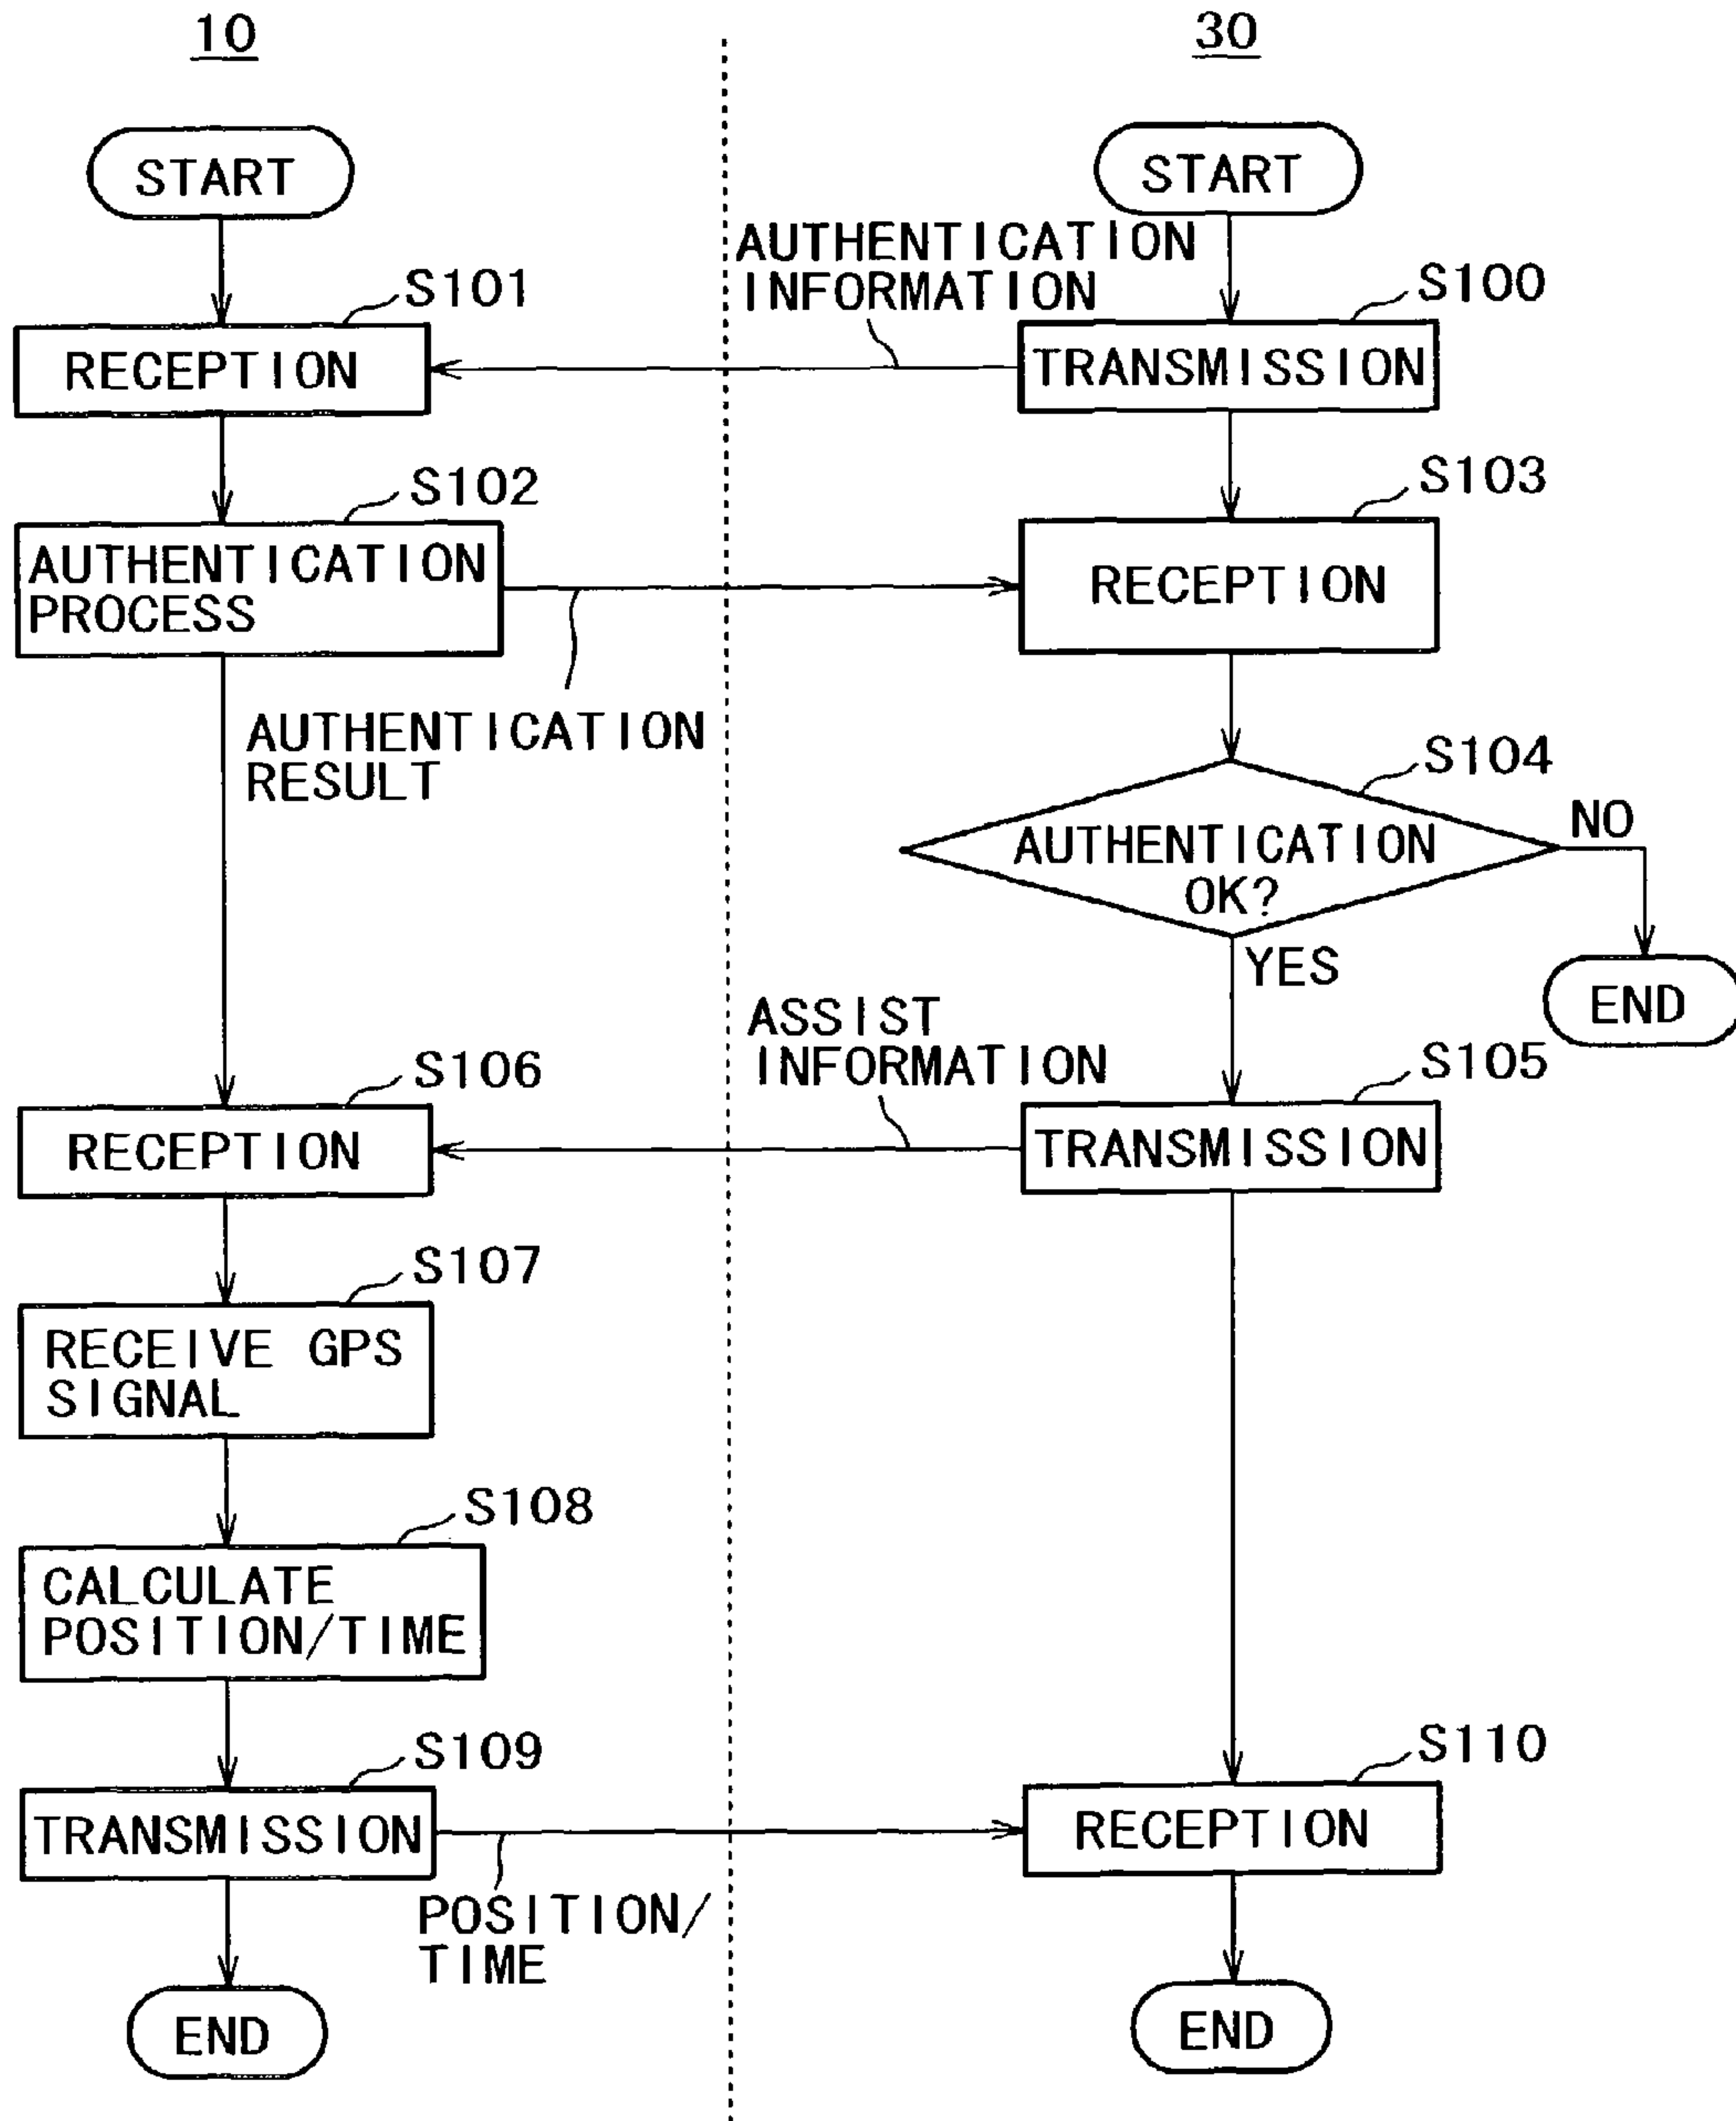 10
30
START
START
AUTHENTICATION
INFORMATION
S101
S100
RECEPTION
TRANSMISSION
S102
S103
AUTHENTICATION
PROCESS
RECEPTION
AUTHENTICATION
RESULT
S104
AUTHENTICATION
OK?
NO
YES
END
ASSIST
INFORMATION
S106
S105
RECEPTION
TRANSMISSION
S107
RECEIVE GPS
SIGNAL
S108
CALCULATE
POSITION/TIME
S109
S110
TRANSMISSION
RECEPTION
POSITION/
TIME
END
END